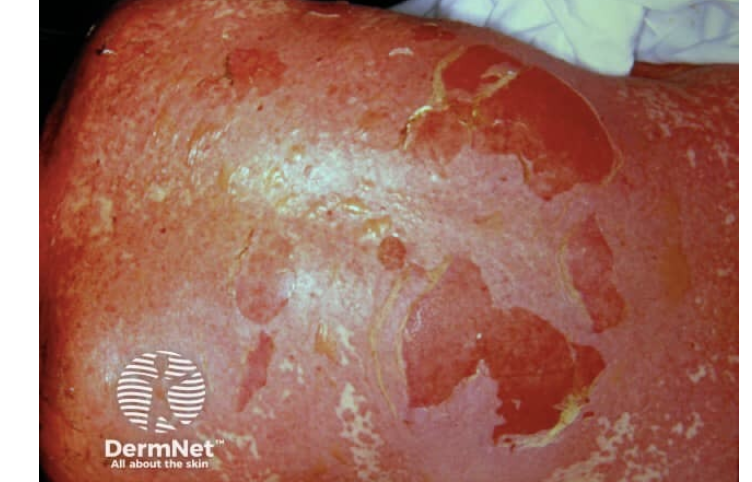 DermNet™
All about the skin